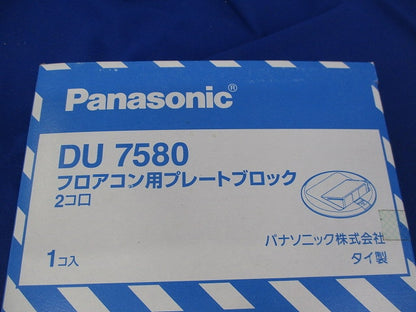 Panasonic®
DU 7580
フロアコン用プレートブロック
2コ口
1コ入
パナソニック株式会社
タイ製